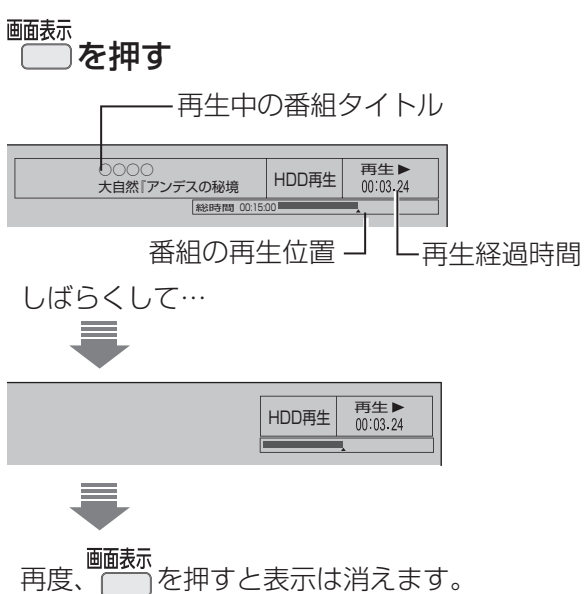 画面表示
を押す
再生中の番組タイトル
○○○○
大自然『アンデスの秘境
HDD再生
再生▶
00:03.24
総時間 00:15:00
番組の再生位置
再生経過時間
しばらくして…
HDD再生
再生▶
00:03.24
画面表示
再度、 を押すと表示は消えます。